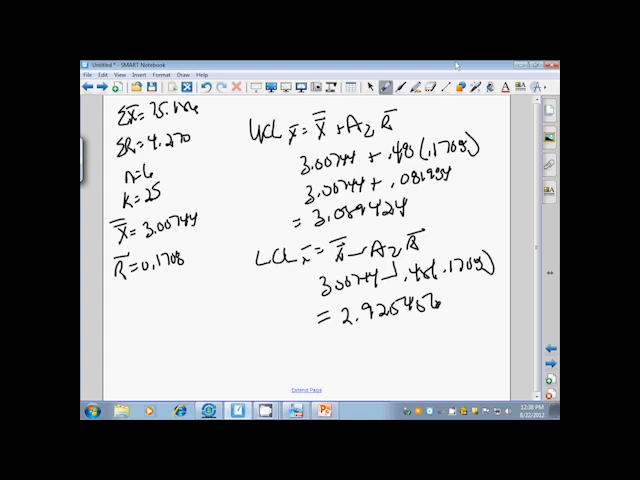 Untitled * - SMART Notebook
File Edit View Insert Format Draw Help
ΣX̄ = 75.186
ΣR = 4.270
n=6
k=25
X̿ = 3.00744
R̄ = 0.1708
UCL x̄ = X̿ + A2 R̄
3.00744 + .48(.1708)
3.00744 + .081984
= 3.089424
LCL x̄ = X̿ - A2 R̄
3.00744 - .48(.1708)
= 2.925456
Extend Page
12:38 PM
8/22/2012